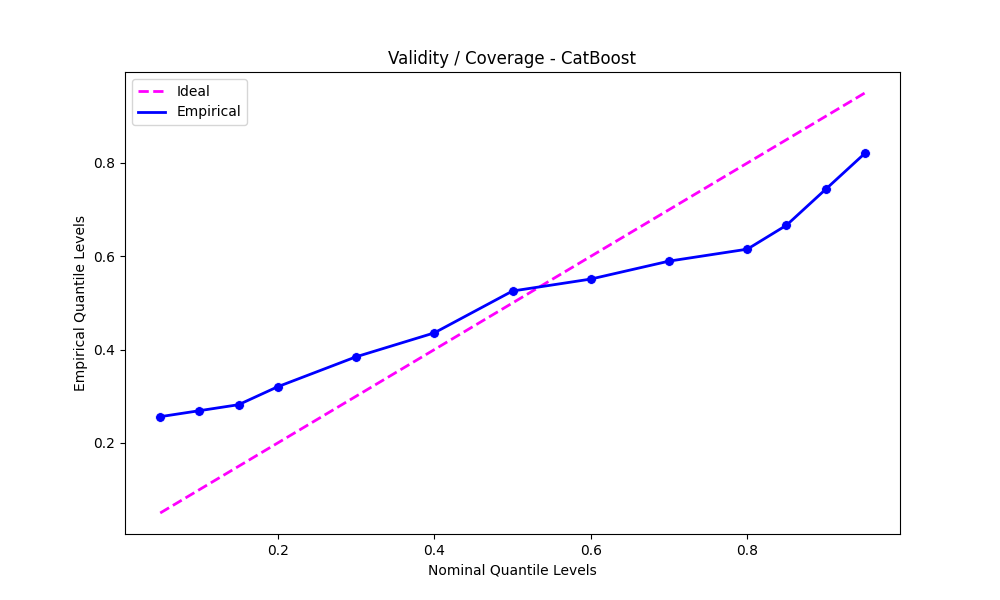 Validity / Coverage - CatBoost
Ideal
Empirical
Empirical Quantile Levels
0.8
0.6
0.4
0.2
0.2
0.4
0.6
0.8
Nominal Quantile Levels